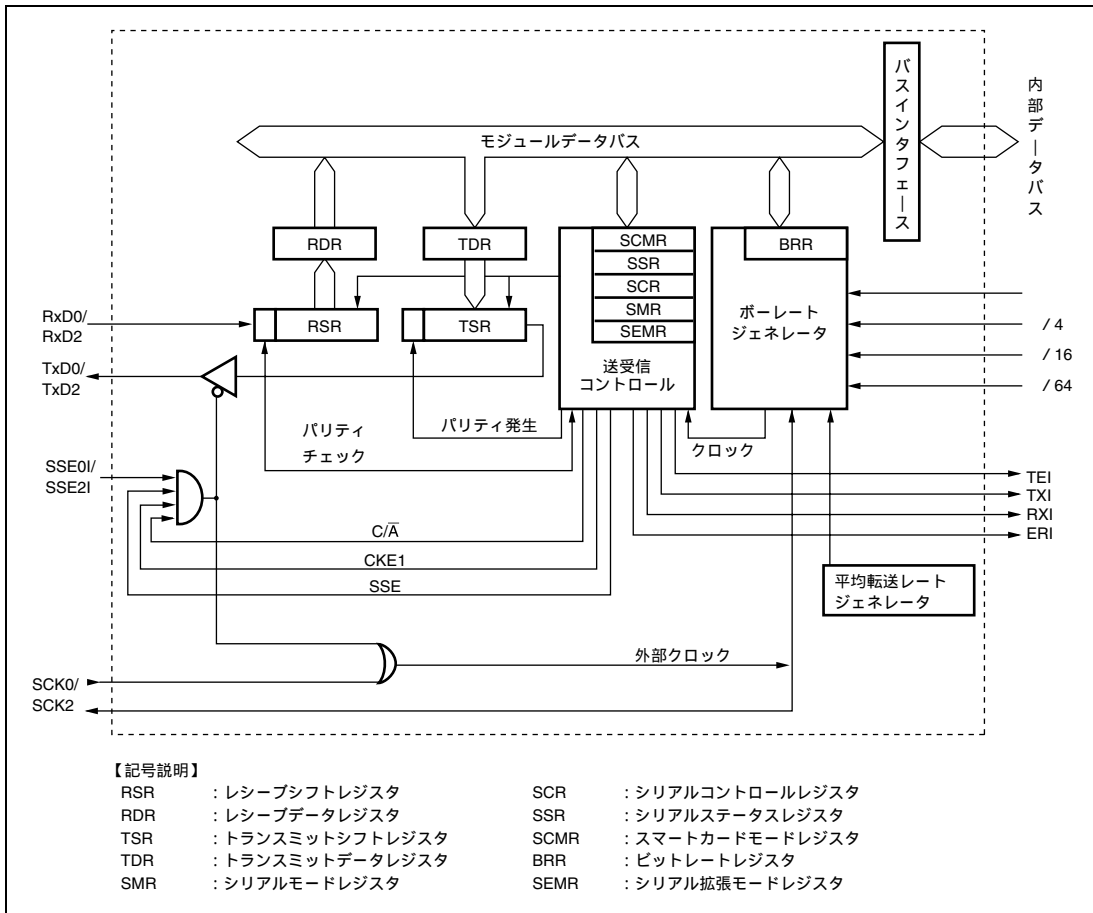 バスインタフェース
内部データバス
モジュールデータバス
RDR
TDR
SCMR
SSR
SCR
SMR
SEMR
BRR
RxD0/
RxD2
RSR
TSR
送受信
コントロール
ボーレート
ジェネレータ
/ 4
/ 16
/ 64
TxD0/
TxD2
パリティ
チェック
パリティ発生
クロック
SSE0I/
SSE2I
TEI
TXI
RXI
ERI
C/A̅
CKE1
SSE
平均転送レート
ジェネレータ
外部クロック
SCK0/
SCK2
【記号説明】
RSR : レシーブシフトレジスタ
RDR : レシーブデータレジスタ
TSR : トランスミットシフトレジスタ
TDR : トランスミットデータレジスタ
SMR : シリアルモードレジスタ
SCR : シリアルコントロールレジスタ
SSR : シリアルステータスレジスタ
SCMR : スマートカードモードレジスタ
BRR : ビットレートレジスタ
SEMR : シリアル拡張モードレジスタ